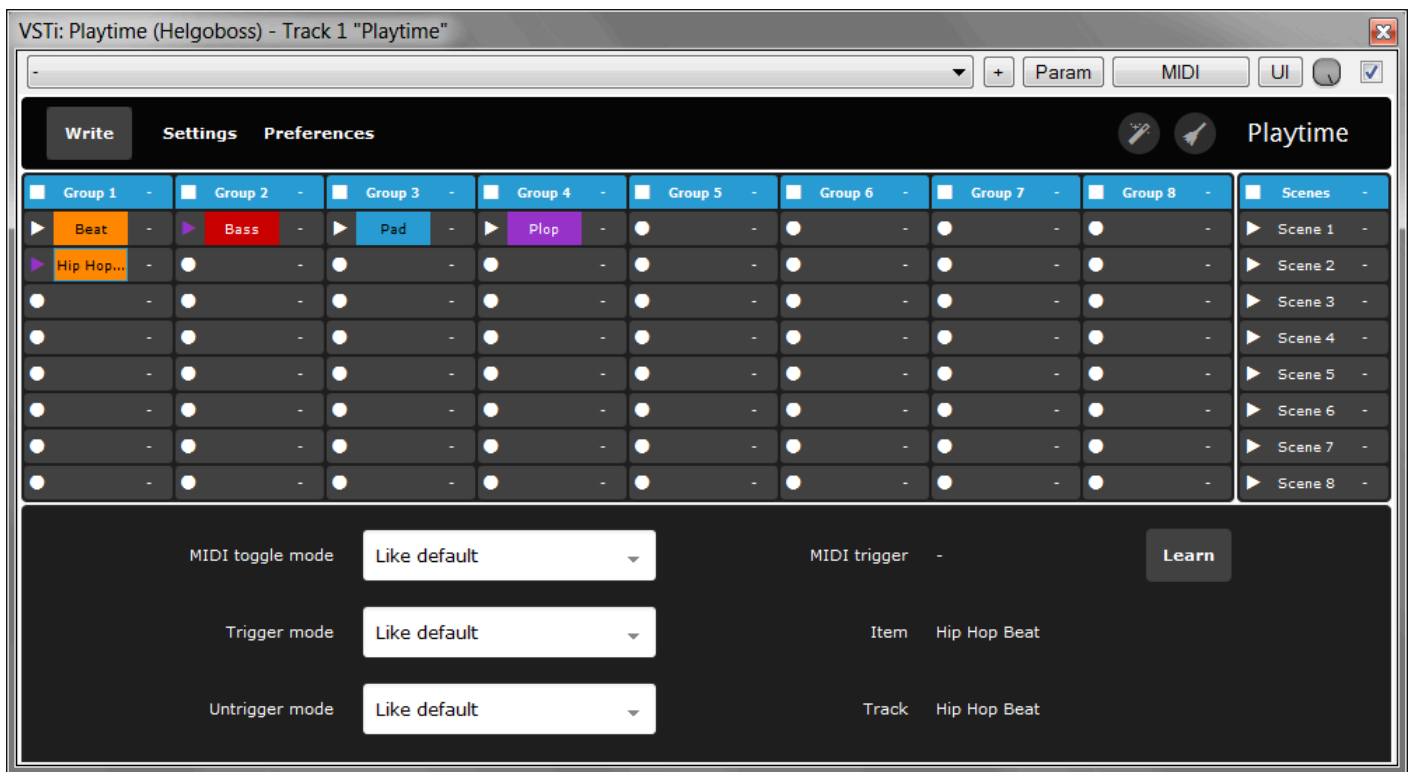 VSTi: Playtime (Helgoboss) - Track 1 "Playtime"
- + Param MIDI UI
Write Settings Preferences Playtime
Group 1 - Group 2 - Group 3 - Group 4 - Group 5 - Group 6 - Group 7 - Group 8 - Scenes -
Beat - Bass - Pad - Plop - - - - - Scene 1 -
Hip Hop... - - - - - - - - Scene 2 -
- - - - - - - - Scene 3 -
- - - - - - - - Scene 4 -
- - - - - - - - Scene 5 -
- - - - - - - - Scene 6 -
- - - - - - - - Scene 7 -
- - - - - - - - Scene 8 -
MIDI toggle mode Like default MIDI trigger - Learn
Trigger mode Like default Item Hip Hop Beat
Untrigger mode Like default Track Hip Hop Beat